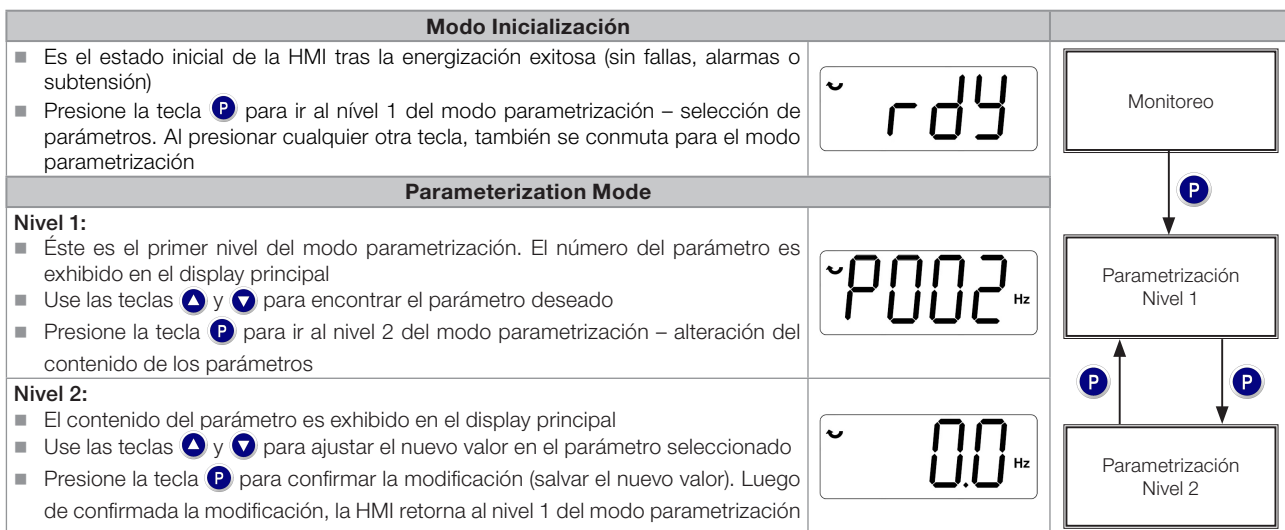 Modo Inicialización
■ Es el estado inicial de la HMI tras la energización exitosa (sin fallas, alarmas o
subtensión)
■ Presione la tecla P para ir al nível 1 del modo parametrización – selección de
parámetros. Al presionar cualquier otra tecla, también se conmuta para el modo
parametrización
rdy
Parameterization Mode
Nivel 1:
■ Éste es el primer nivel del modo parametrización. El número del parámetro es
exhibido en el display principal
■ Use las teclas y para encontrar el parámetro deseado
■ Presione la tecla P para ir al nivel 2 del modo parametrización – alteración del
contenido de los parámetros
P002 Hz
Nivel 2:
■ El contenido del parámetro es exhibido en el display principal
■ Use las teclas y para ajustar el nuevo valor en el parámetro seleccionado
■ Presione la tecla P para confirmar la modificación (salvar el nuevo valor). Luego
de confirmada la modificación, la HMI retorna al nivel 1 del modo parametrización
0.0 Hz
Monitoreo
P
Parametrización
Nivel 1
P
P
Parametrización
Nivel 2